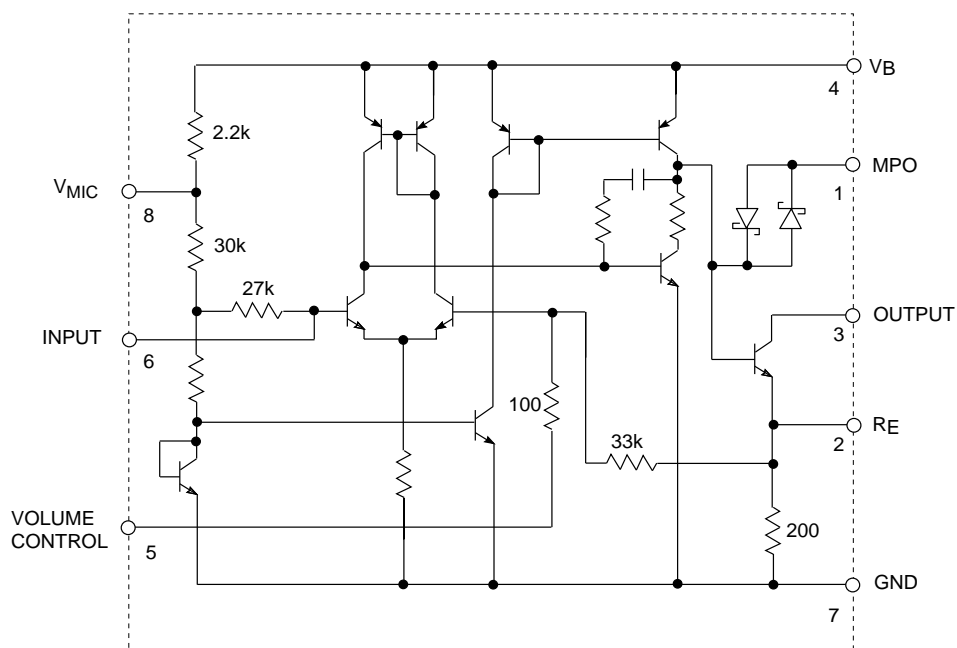 VB
4
2.2k
MPO
1
VMIC
8
30k
27k
OUTPUT
3
INPUT
6
100
RE
2
33k
VOLUME
CONTROL
5
200
GND
7